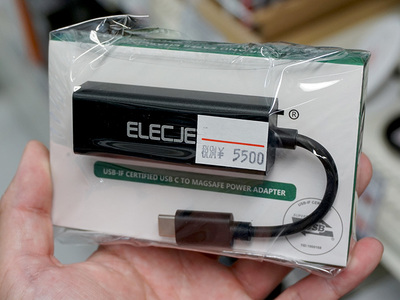 ELECJE
®
税抜¥ 5500
USB-IF CERTIFIED USB C TO MAGSAFE POWER ADAPTER